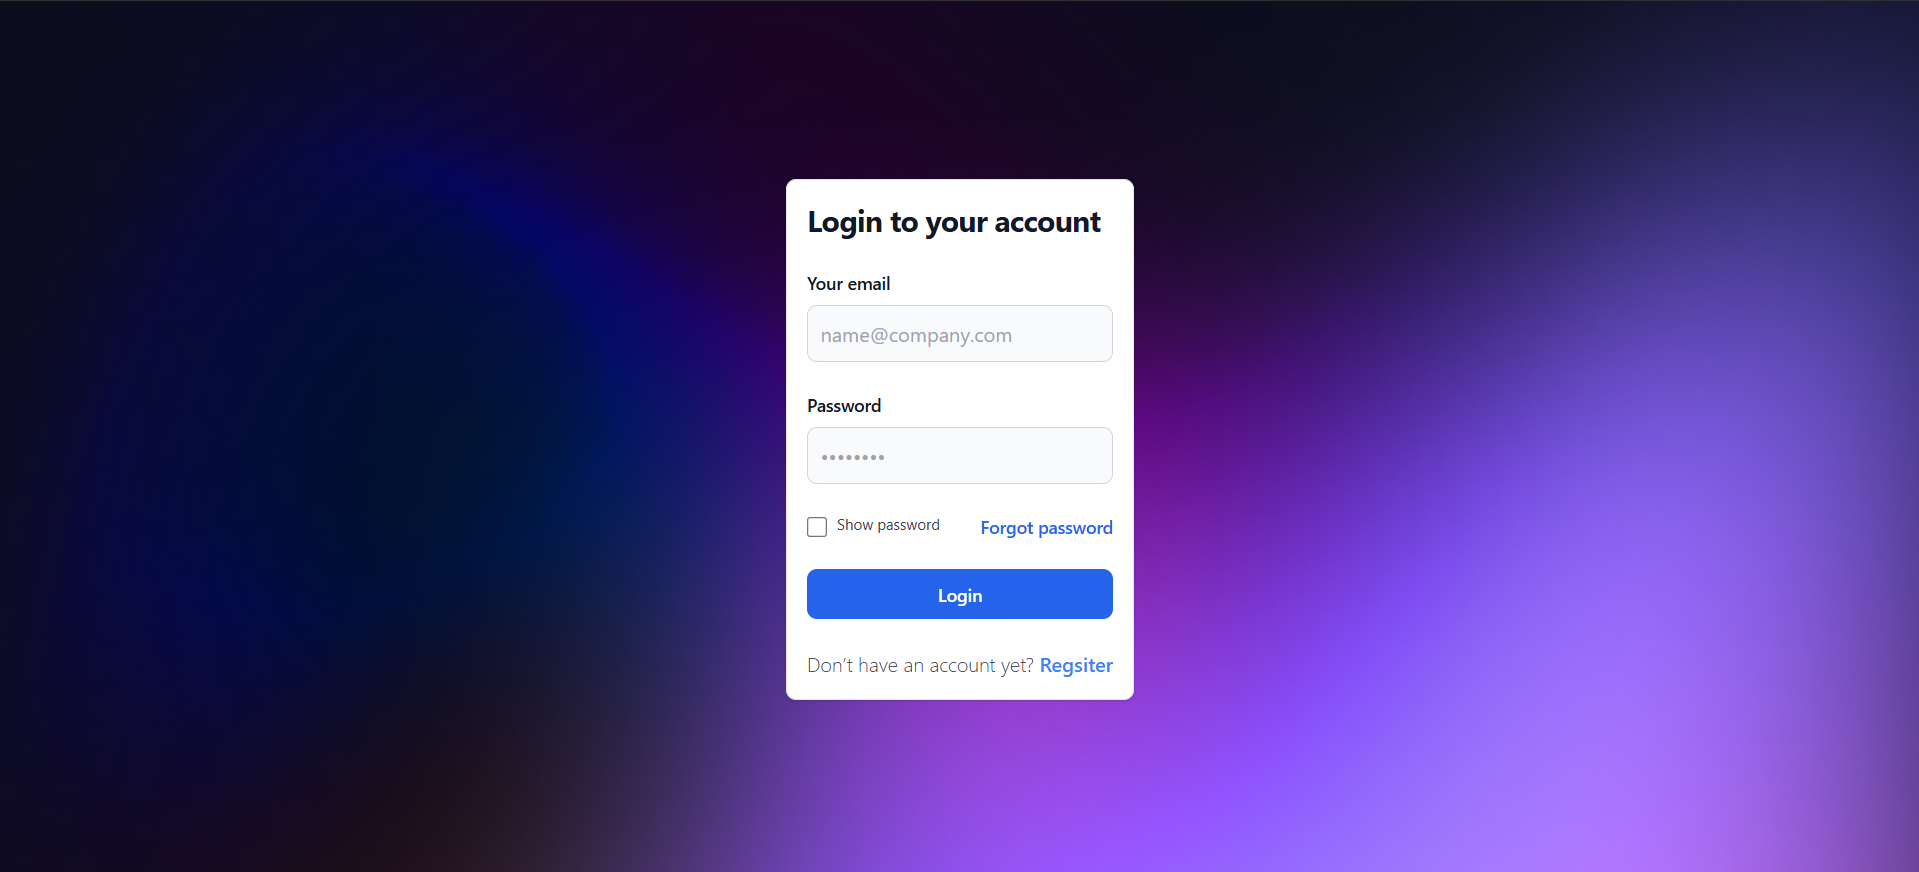 Login to your account
Your email
name@company.com
Password
••••••••
Show password Forgot password
Login
Don’t have an account yet? Regsiter